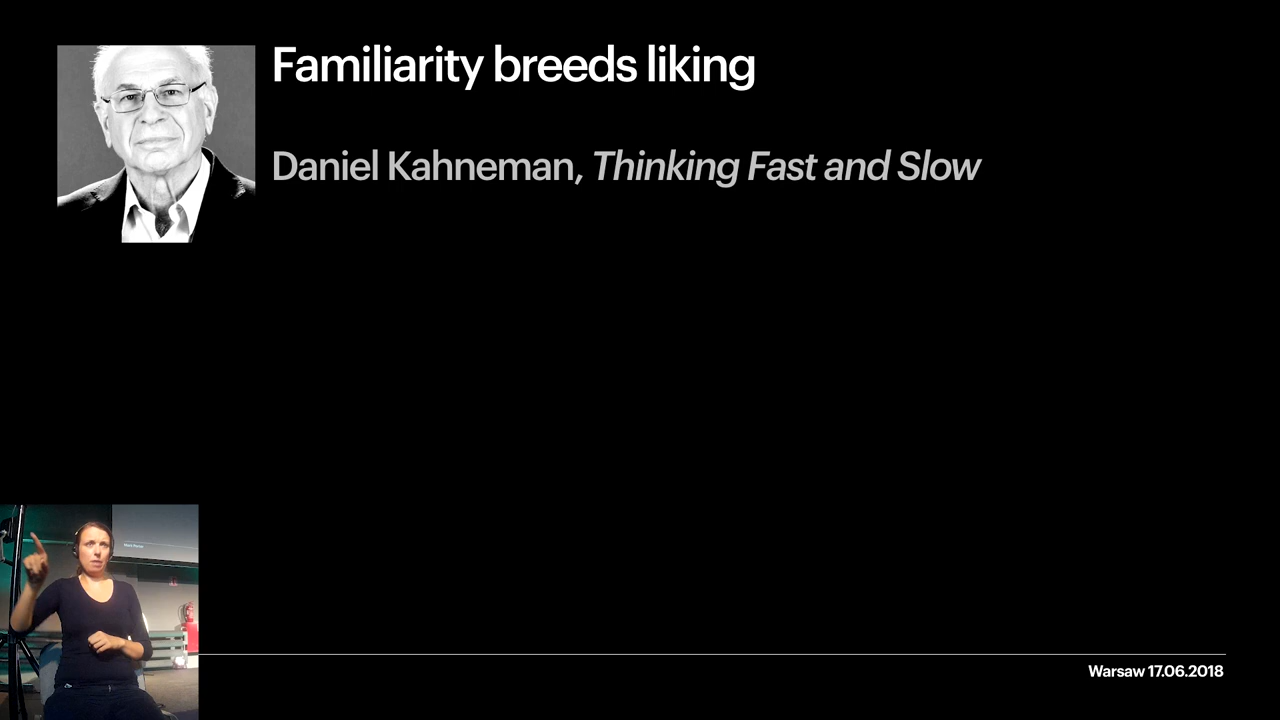 Familiarity breeds liking
Daniel Kahneman, Thinking Fast and Slow
Warsaw 17.06.2018